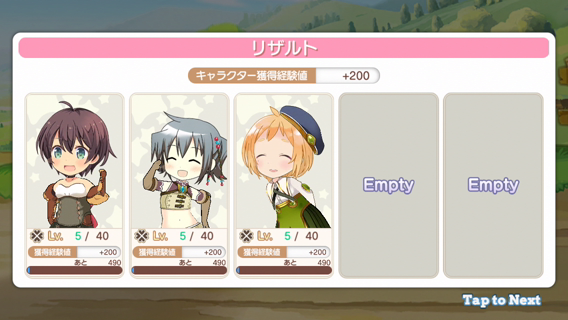 リザルト
キャラクター獲得経験値 +200
Lv. 5 / 40
獲得経験値 +200
あと 490
Lv. 5 / 40
獲得経験値 +200
あと 490
Lv. 5 / 40
獲得経験値 +200
あと 490
Empty
Empty
Tap to Next